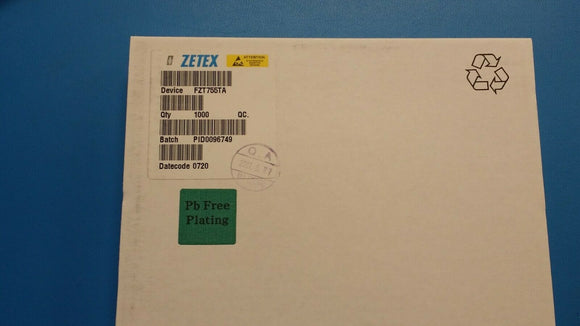 ZETEX
ATTENTION
Device FZT755TA
Qty 1000 QC.
Batch PID0096749
Datecode 0720
Q.A
Pb Free
Plating